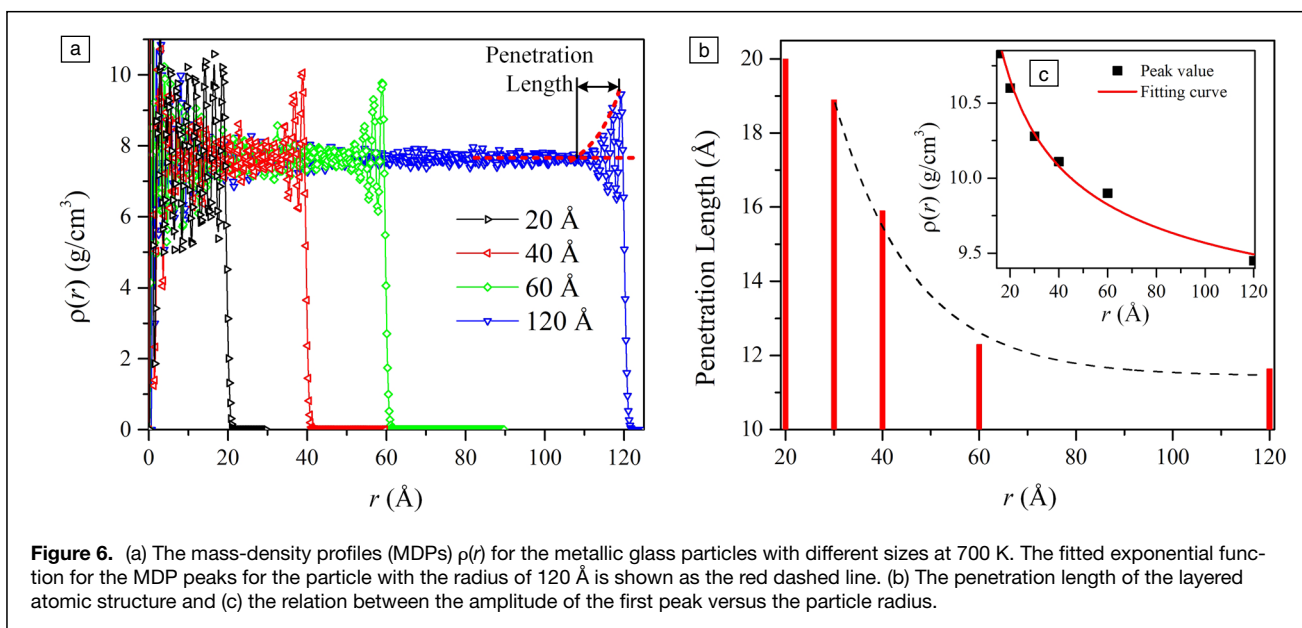 a
Penetration
Length
10
8
6
4
2
0
ρ(r) (g/cm³)
20 Å
40 Å
60 Å
120 Å
0 20 40 60 80 100 120
r (Å)
b
20
18
16
14
12
10
Penetration Length (Å)
20 40 60 80 100 120
r (Å)
c
Peak value
Fitting curve
10.5
10.0
9.5
ρ(r) (g/cm³)
20 40 60 80 100 120
r (Å)
Figure 6. (a) The mass-density profiles (MDPs) ρ(r) for the metallic glass particles with different sizes at 700 K. The fitted exponential func-
tion for the MDP peaks for the particle with the radius of 120 Å is shown as the red dashed line. (b) The penetration length of the layered
atomic structure and (c) the relation between the amplitude of the first peak versus the particle radius.